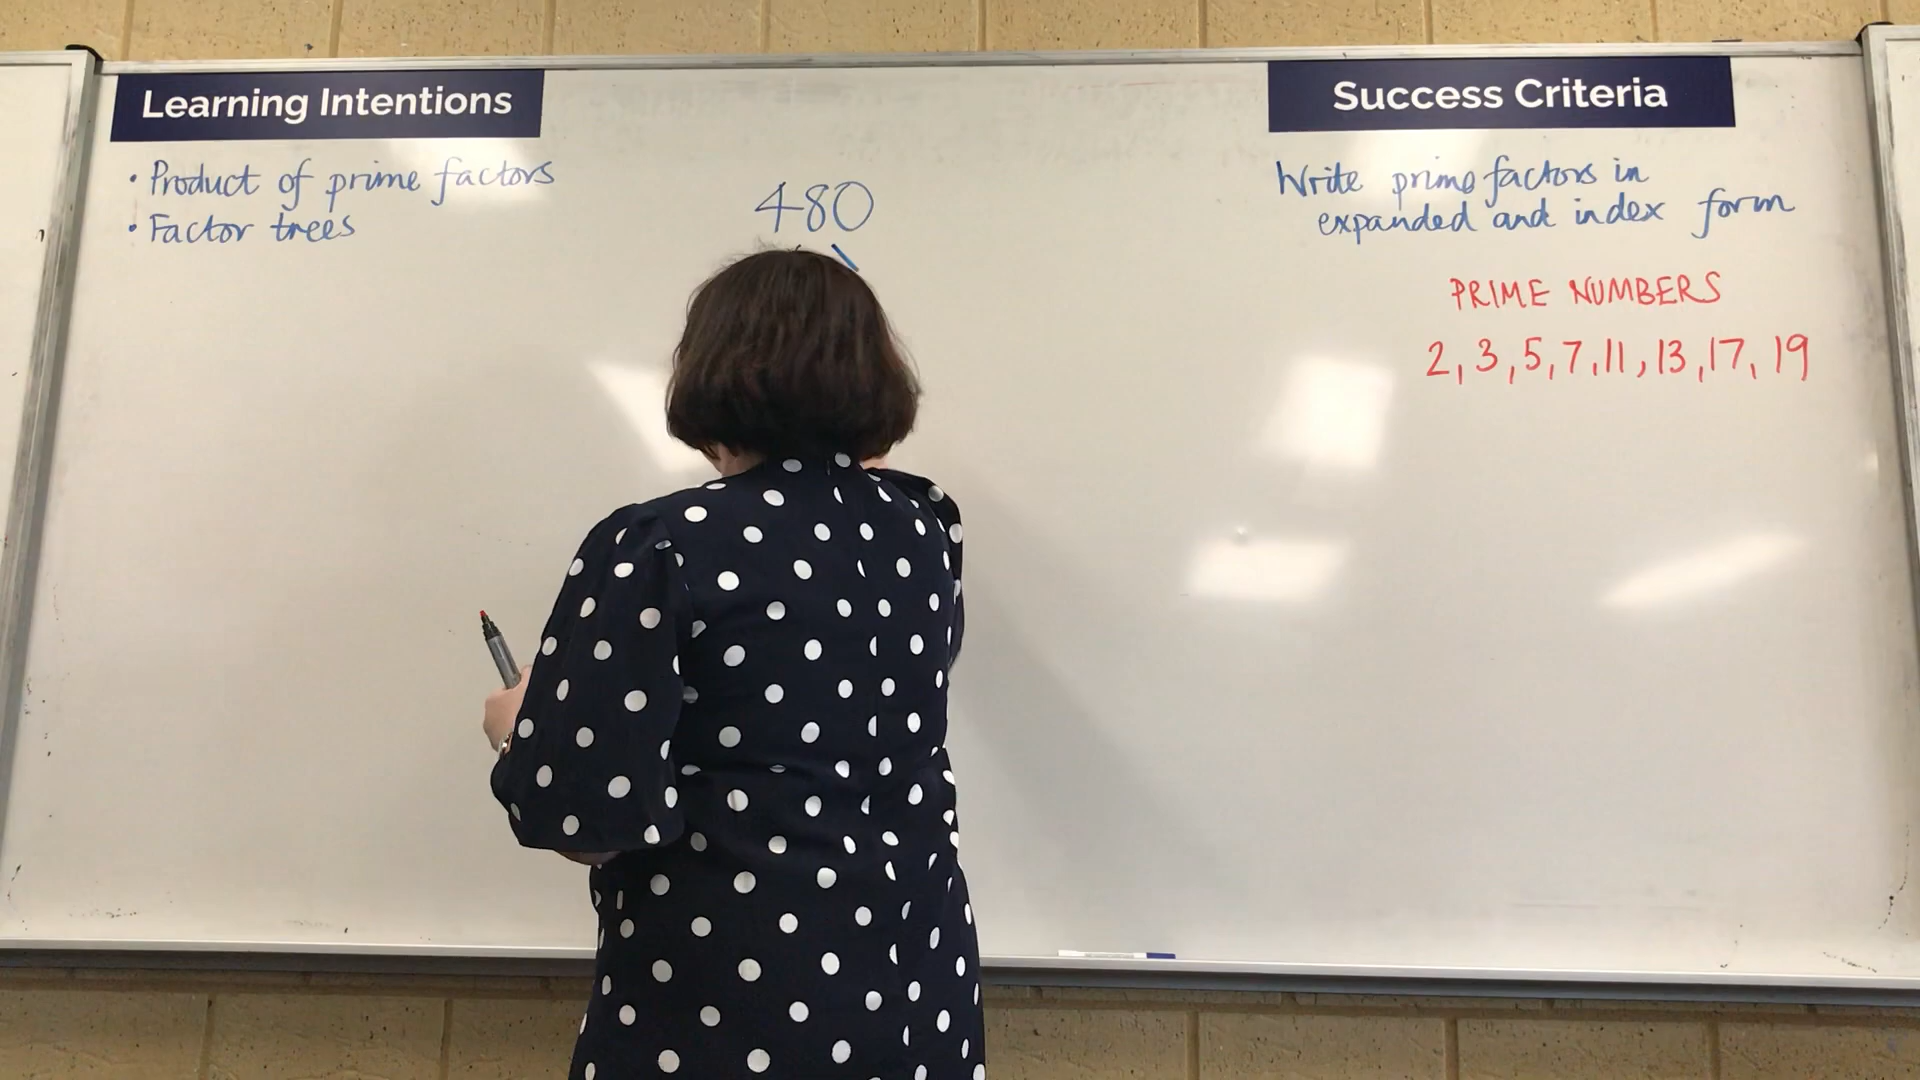 Learning Intentions
• Product of prime factors
• Factor trees
480
Success Criteria
Write prime factors in
expanded and index form
PRIME NUMBERS
2, 3, 5, 7, 11, 13, 17, 19